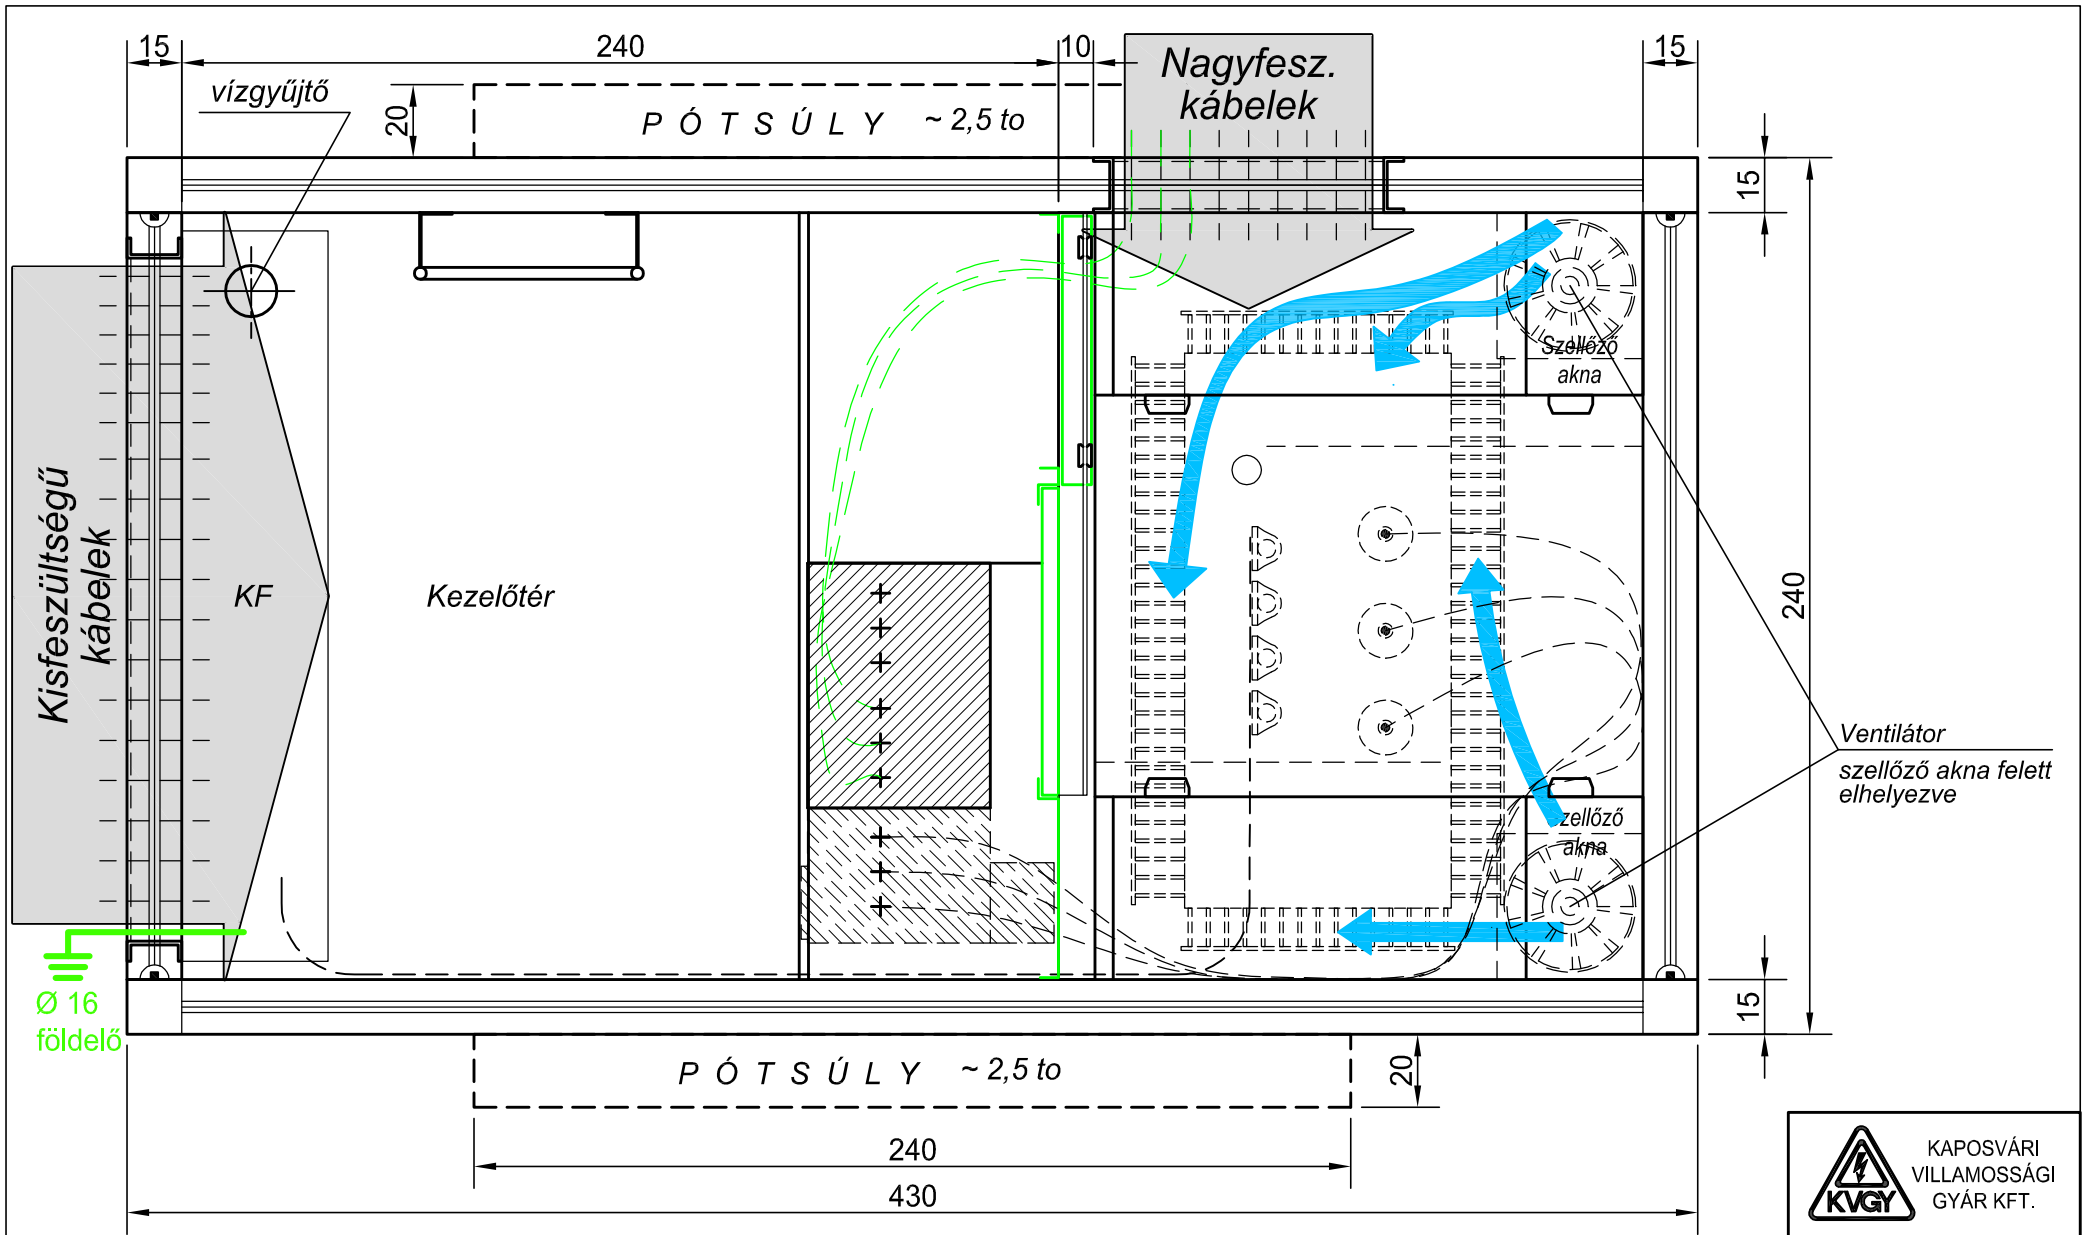 15
240
10
15
Nagyfesz.
kábelek
vízgyűjtő
20
PÓTSÚLY ~ 2,5 to
15
Szellőző
akna
Kisfeszültségű
kábelek
KF
Kezelőtér
240
Ventilátor
szellőző akna felett
elhelyezve
zellőző
akna
Ø 16
földelő
15
PÓTSÚLY ~ 2,5 to
20
240
430
KVGY
KAPOSVÁRI
VILLAMOSSÁGI
GYÁR KFT.